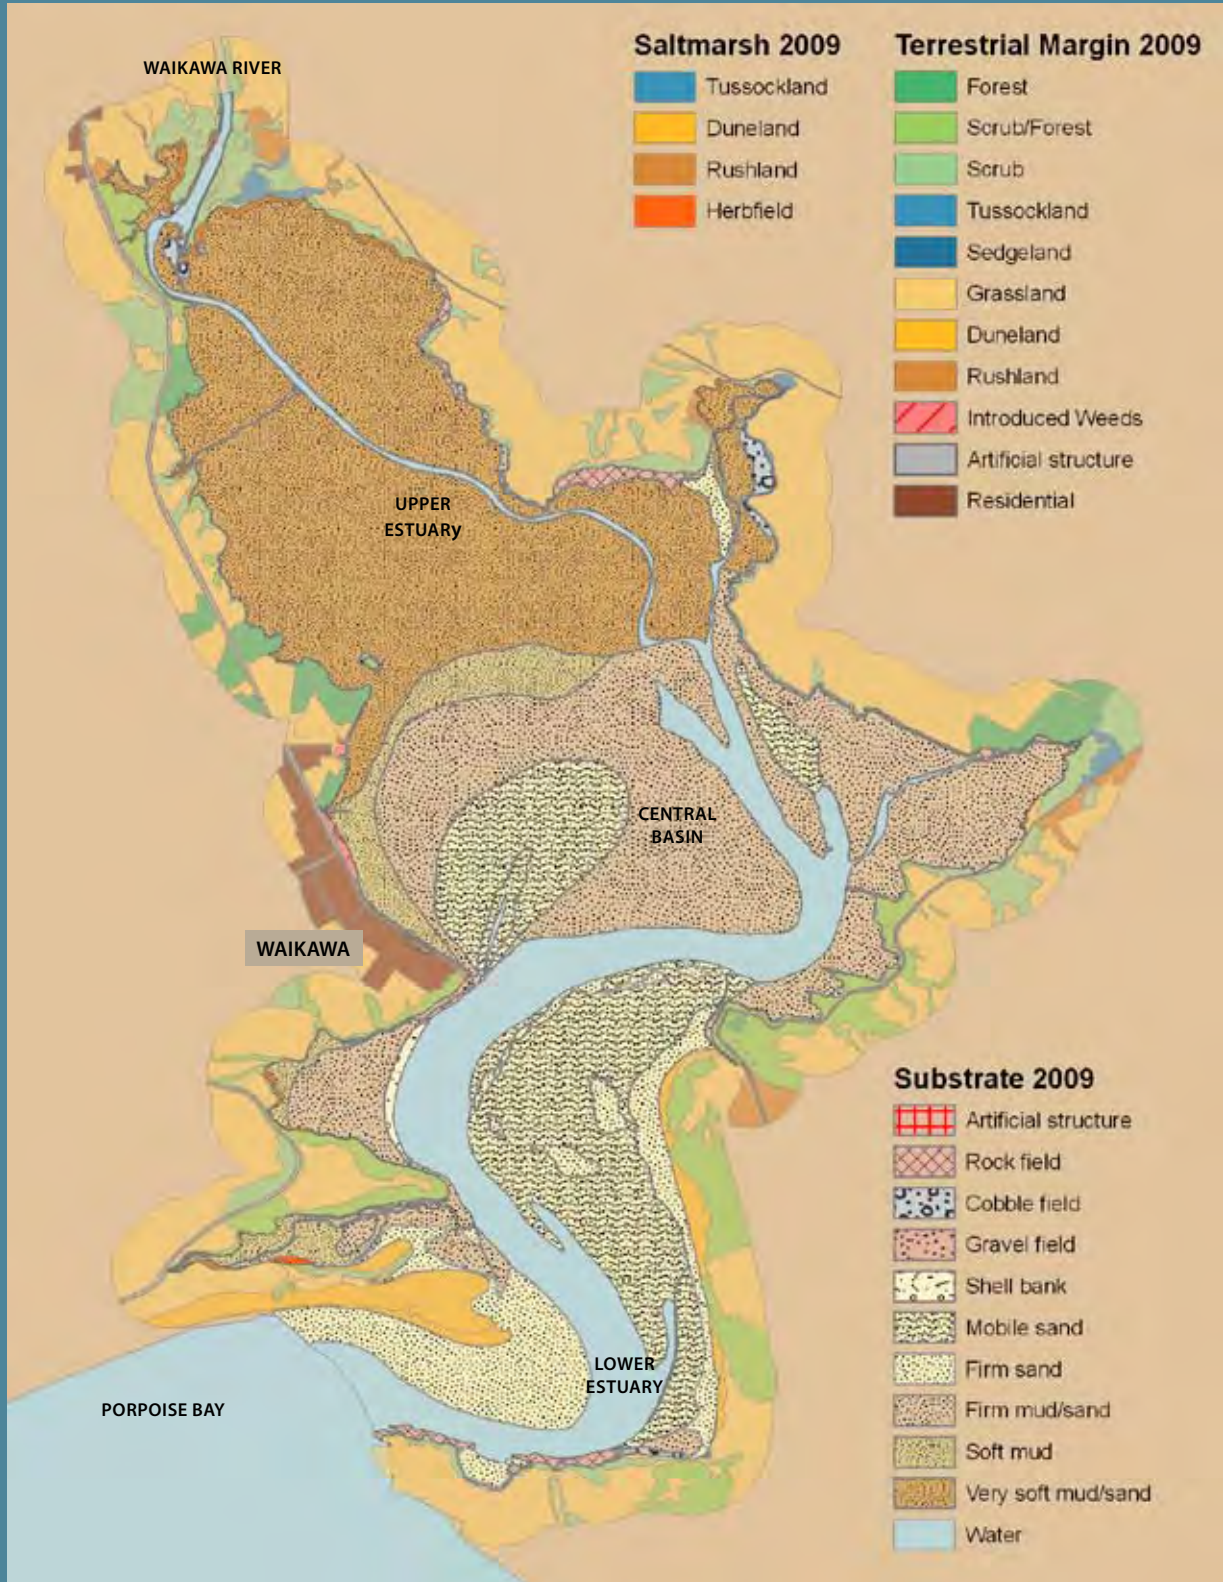 WAIKAWA RIVER
Saltmarsh 2009
Tussockland
Duneland
Rushland
Herbfield
Terrestrial Margin 2009
Forest
Scrub/Forest
Scrub
Tussockland
Sedgeland
Grassland
Duneland
Rushland
Introduced Weeds
Artificial structure
Residential
UPPER
ESTUARy
CENTRAL
BASIN
WAIKAWA
Substrate 2009
Artificial structure
Rock field
Cobble field
Gravel field
Shell bank
Mobile sand
Firm sand
Firm mud/sand
Soft mud
Very soft mud/sand
Water
LOWER
ESTUARY
PORPOISE BAY